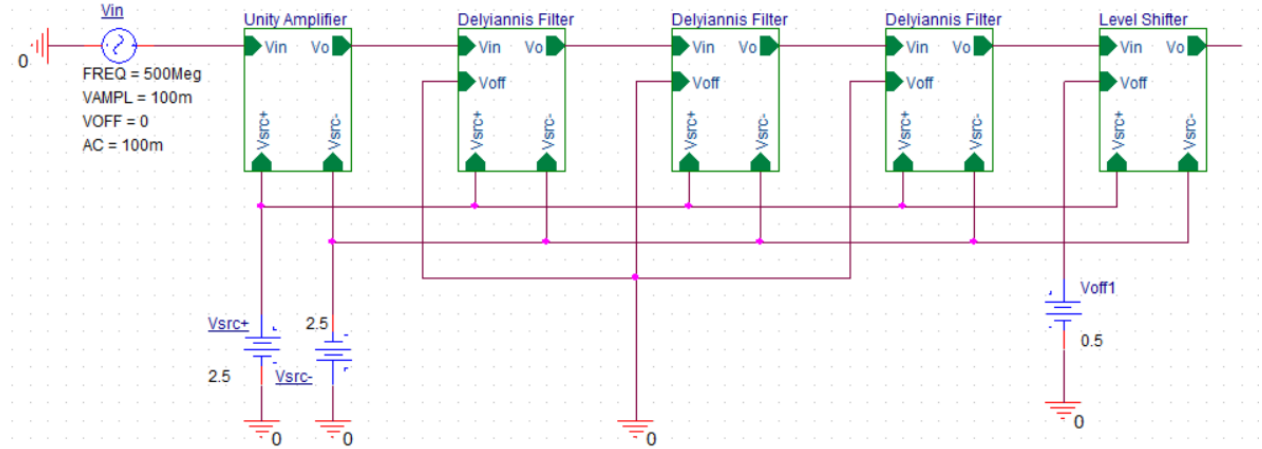 Vin
0
FREQ = 500Meg
VAMPL = 100m
VOFF = 0
AC = 100m
Unity Amplifier
Vin
Vo
Vsrc+
Vsrc-
Delyiannis Filter
Vin
Vo
Voff
Vsrc+
Vsrc-
Delyiannis Filter
Vin
Vo
Voff
Vsrc+
Vsrc-
Delyiannis Filter
Vin
Vo
Voff
Vsrc+
Vsrc-
Level Shifter
Vin
Vo
Voff
Vsrc+
Vsrc-
Vsrc+
2.5
0
2.5
Vsrc-
0
0
Voff1
0.5
0